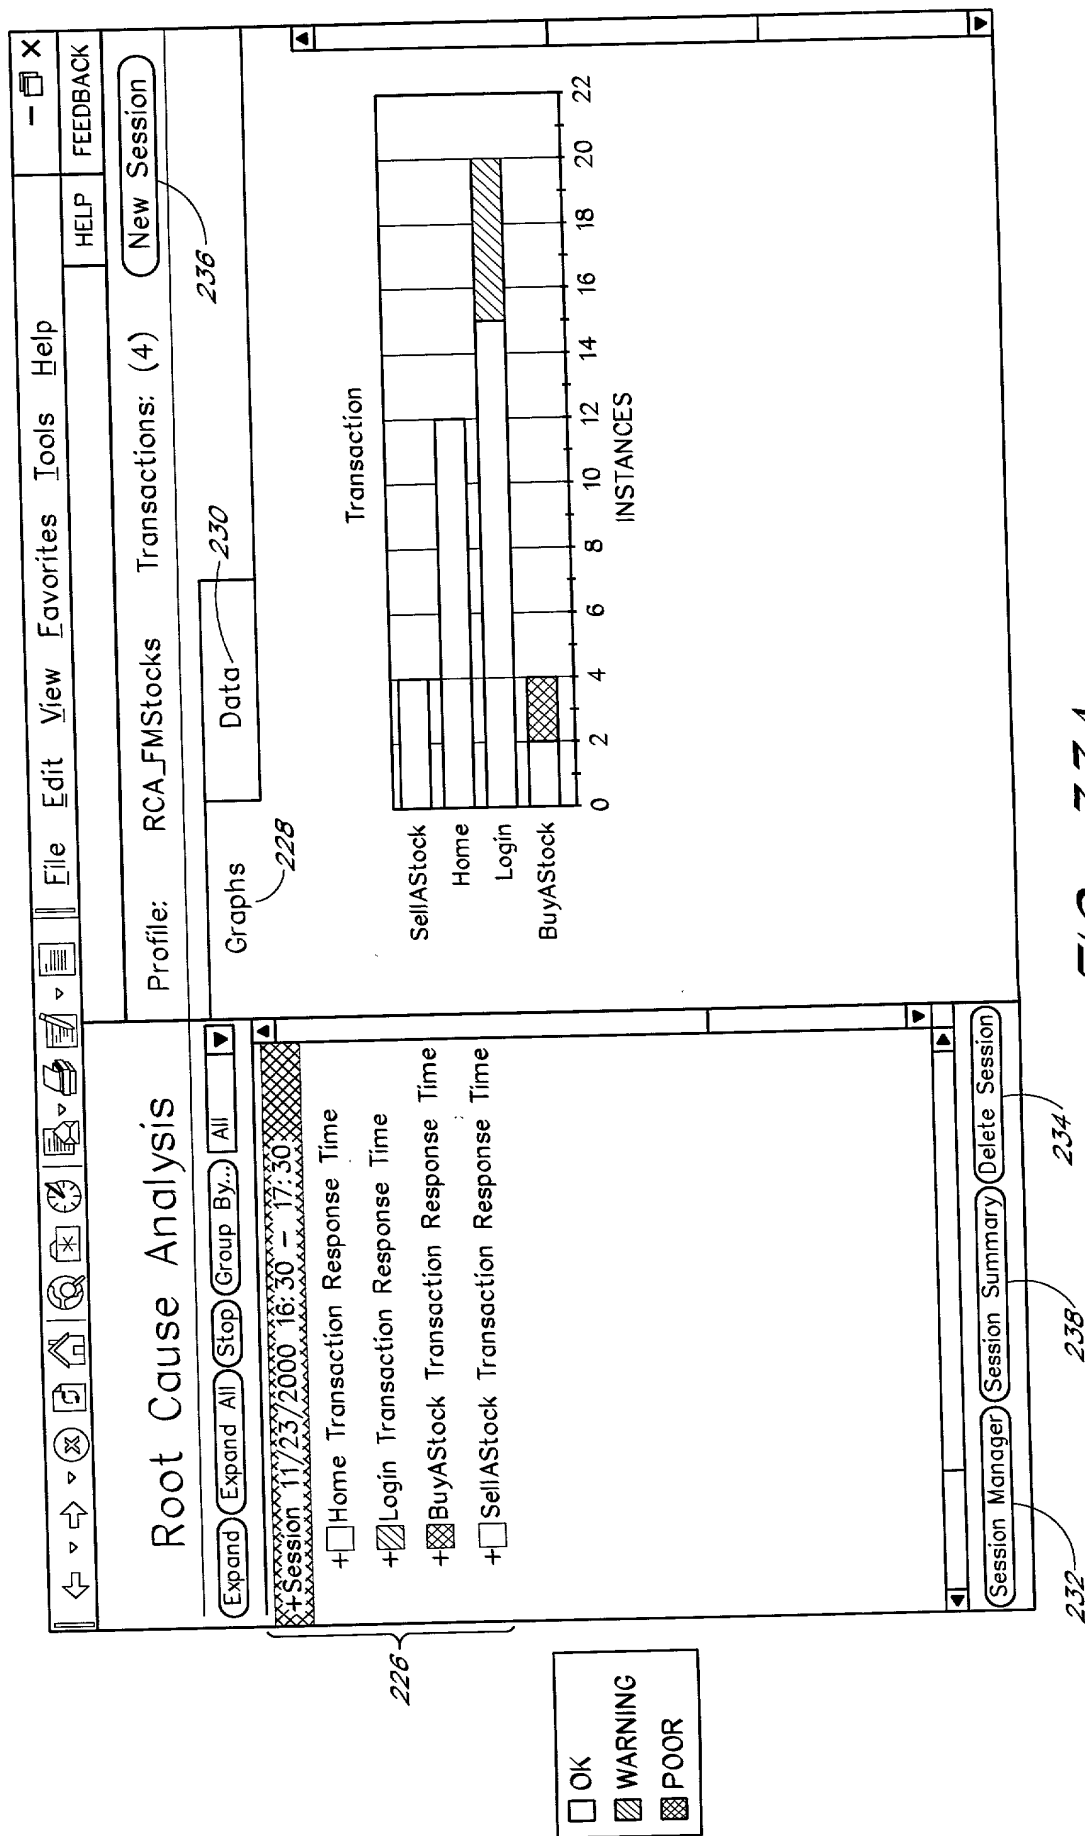 File Edit View Favorites Tools Help
HELP FEEDBACK
Root Cause Analysis
Profile: RCA_FMStocks Transactions: (4) New Session
236
Expand Expand All Stop Group By... All
Graphs Data
228
230
+Session 11/23/2000 16:30 - 17:30
+Home Transaction Response Time
+Login Transaction Response Time
+BuyAStock Transaction Response Time
+SellAStock Transaction Response Time
226
Transaction
SellAStock
Home
Login
BuyAStock
0 2 4 6 8 10 12 14 16 18 20 22
INSTANCES
Session Manager Session Summary Delete Session
232
238
234
OK
WARNING
POOR